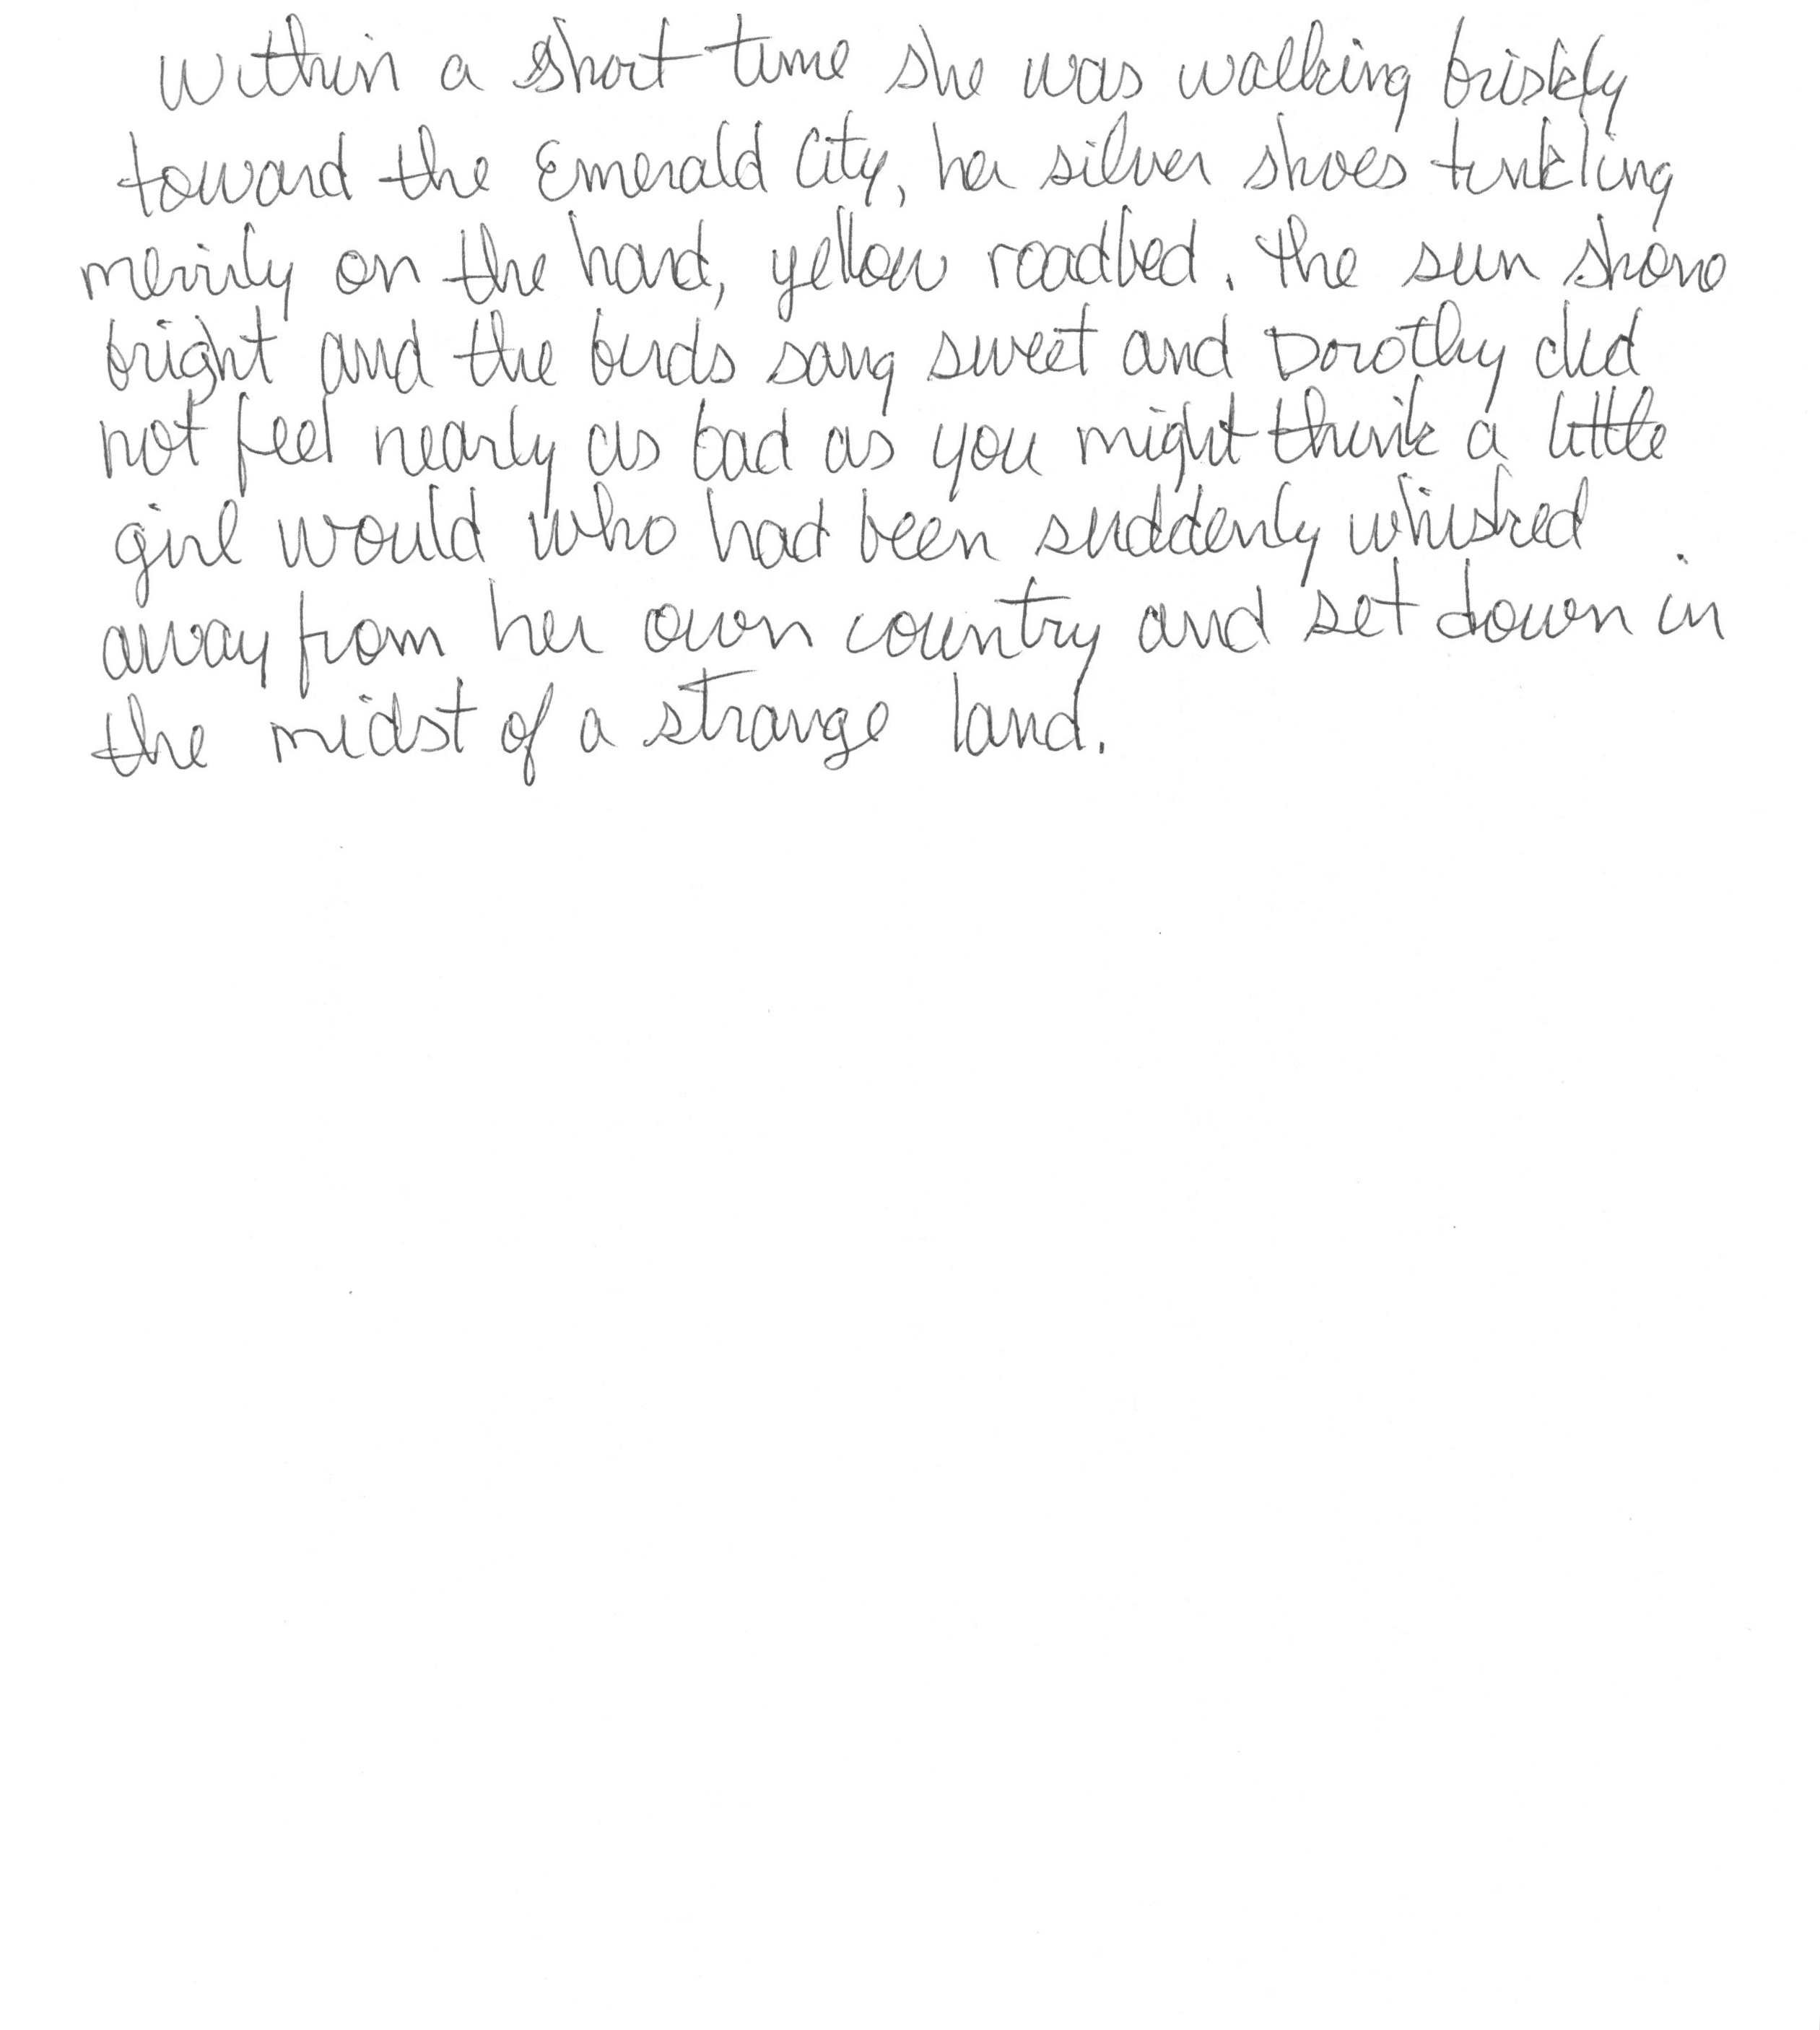 Within a short time she was walking briskly
toward the Emerald City, her silver shoes tinkling
merrily on the hard, yellow roadbed. The sun shone
bright and the birds sang sweet and Dorothy did
not feel nearly as bad as you might think a little
girl would who had been suddenly whisked
away from her own country and set down in
the midst of a strange land.